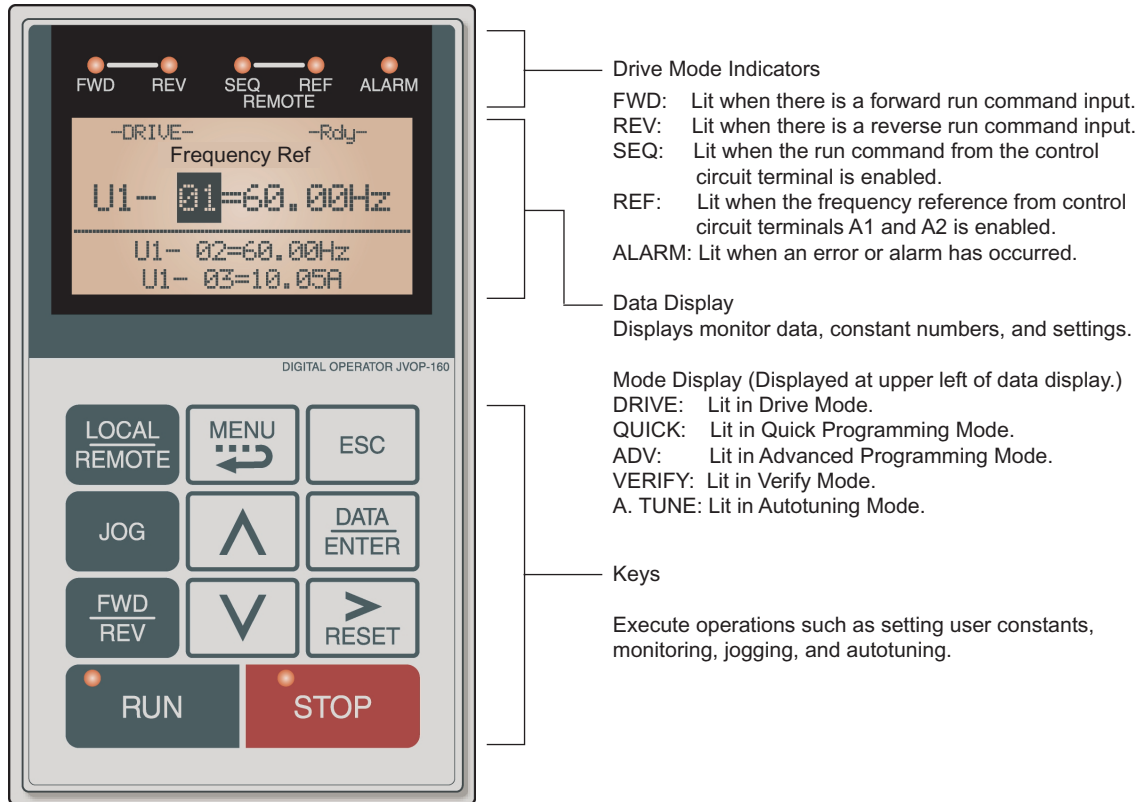 FWD REV SEQ REF ALARM
REMOTE
-DRIVE- -Rdy-
Frequency Ref
U1- 01=60.00Hz
U1- 02=60.00Hz
U1- 03=10.05A
DIGITAL OPERATOR JVOP-160
LOCAL
REMOTE
MENU
ESC
JOG
DATA
ENTER
FWD
REV
>
RESET
RUN
STOP
Drive Mode Indicators
FWD: Lit when there is a forward run command input.
REV: Lit when there is a reverse run command input.
SEQ: Lit when the run command from the control
circuit terminal is enabled.
REF: Lit when the frequency reference from control
circuit terminals A1 and A2 is enabled.
ALARM: Lit when an error or alarm has occurred.
Data Display
Displays monitor data, constant numbers, and settings.
Mode Display (Displayed at upper left of data display.)
DRIVE: Lit in Drive Mode.
QUICK: Lit in Quick Programming Mode.
ADV: Lit in Advanced Programming Mode.
VERIFY: Lit in Verify Mode.
A. TUNE: Lit in Autotuning Mode.
Keys
Execute operations such as setting user constants,
monitoring, jogging, and autotuning.